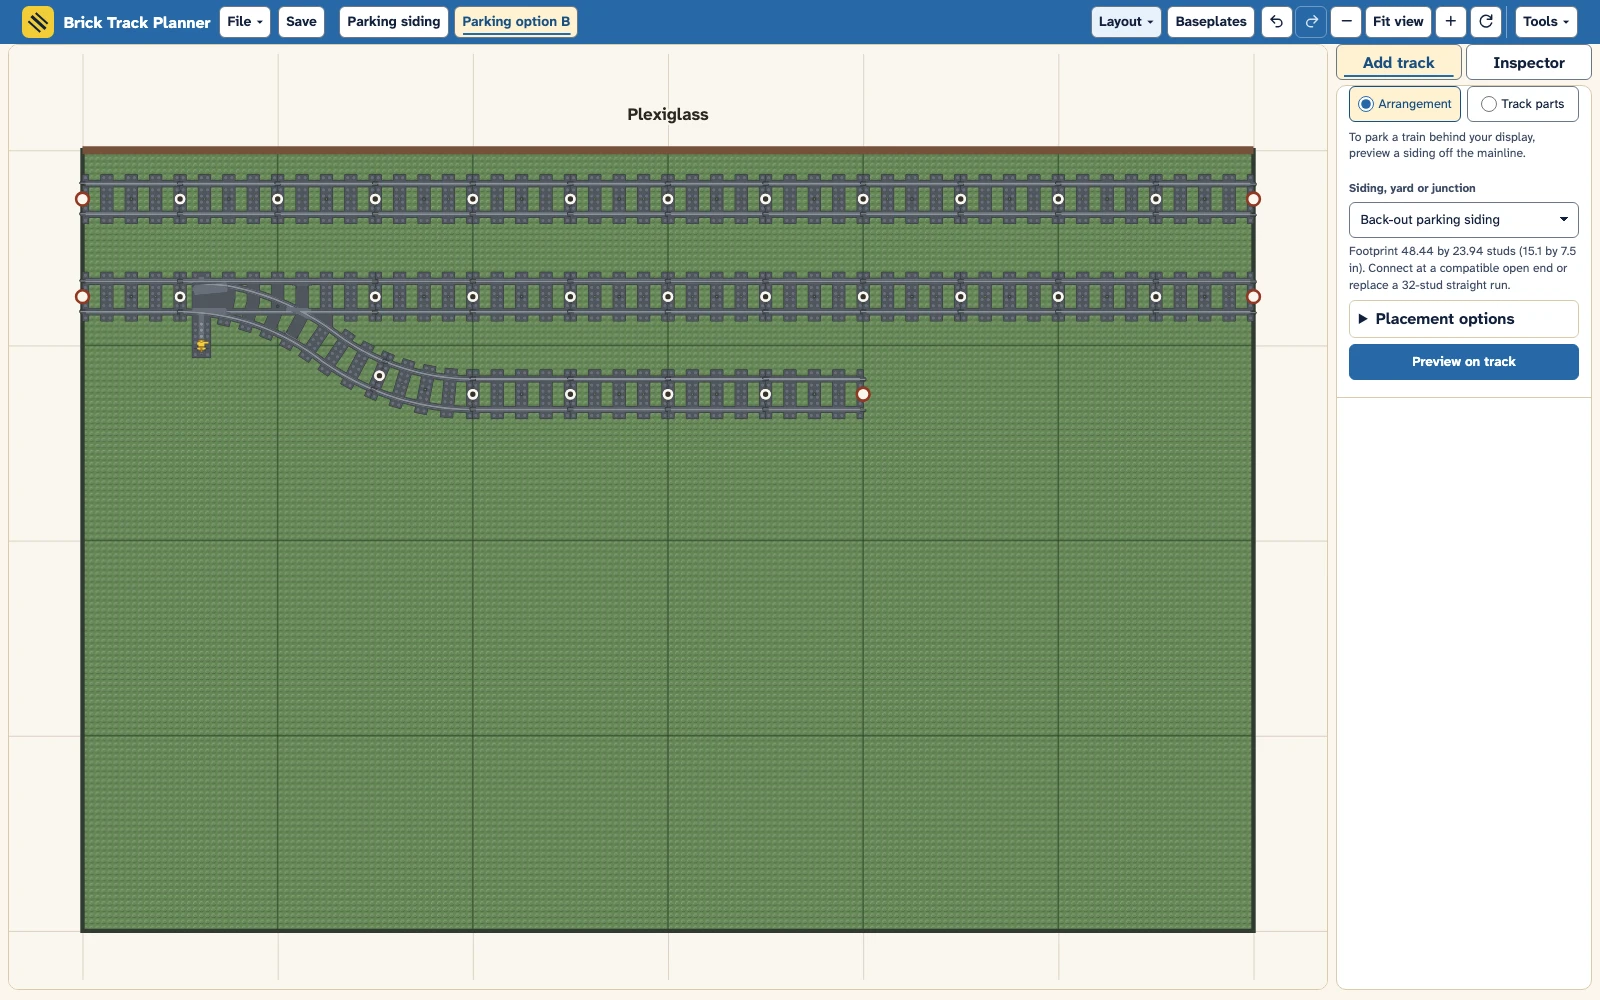 Brick Track Planner
File
Save
Parking siding
Parking option B
Layout
Baseplates
Fit view
Tools
Add track
Inspector
Plexiglass
Arrangement
Track parts
To park a train behind your display,
preview a siding off the mainline.
Siding, yard or junction
Back-out parking siding
Footprint 48.44 by 23.94 studs (15.1 by 7.5
in). Connect at a compatible open end or
replace a 32-stud straight run.
Placement options
Preview on track